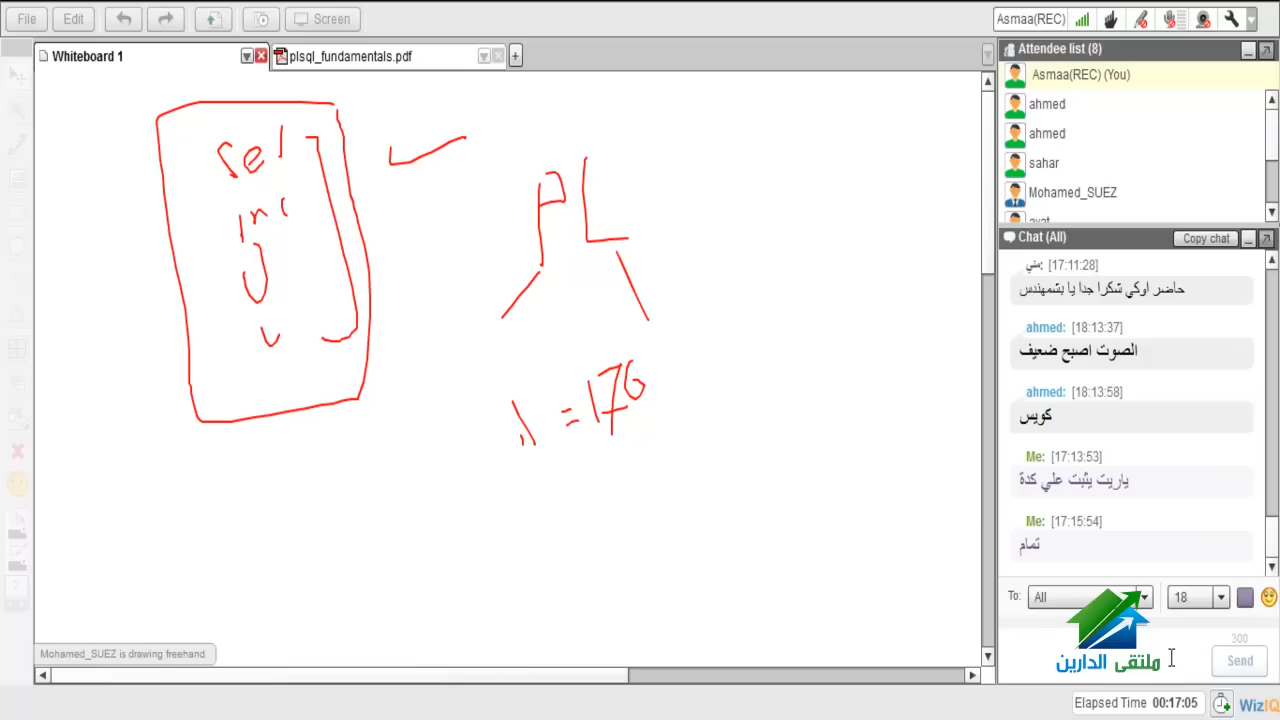 File Edit Screen Asmaa(REC)
Whiteboard 1 plsql_fundamentals.pdf +
Sel
PL
= 170
Mohamed_SUEZ is drawing freehand
Attendee list (8)
Asmaa(REC) (You)
ahmed
ahmed
sahar
Mohamed_SUEZ
ayat
Chat (All) Copy chat
مني: [17:11:28]
حاضر اوكي شكرا جدا يا بشمهندس
ahmed: [18:13:37]
الصوت اصبح ضعيف
ahmed: [18:13:58]
كويس
Me: [17:13:53]
ياريت يثبت علي كدة
Me: [17:15:54]
تمام
To: All 18
ملتقى الدارين
300
Send
Elapsed Time 00:17:05 WizIQ